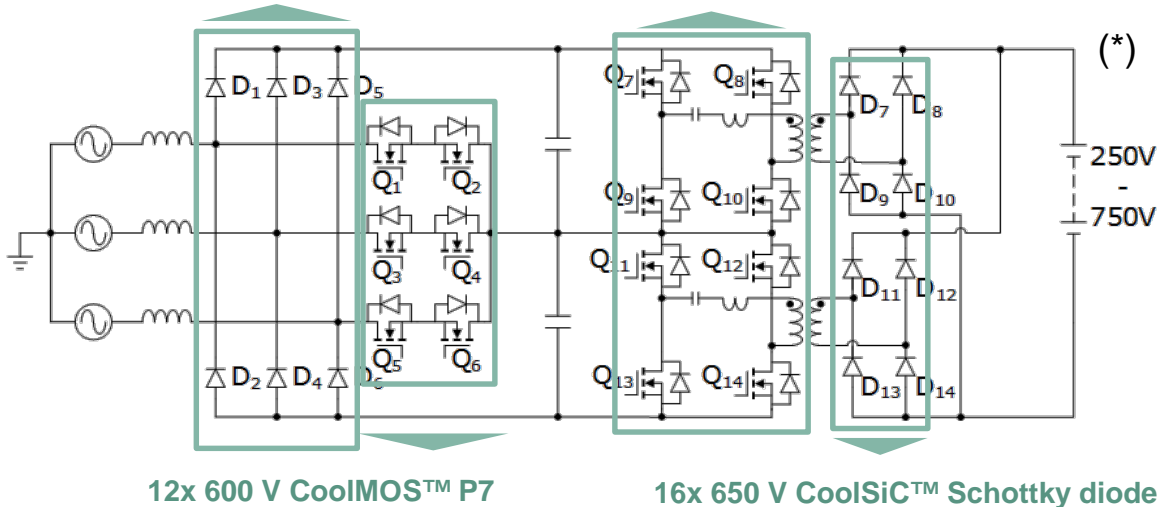 (*)
D1 D3 D5
Q7 Q8
D7 D8
Q1 Q2
250V
-
750V
Q9 Q10
D9 D10
Q3 Q4
Q11 Q12
D11 D12
Q5 Q6
D2 D4 D6
Q13 Q14
D13 D14
12x 600 V CoolMOS™ P7
16x 650 V CoolSiC™ Schottky diode